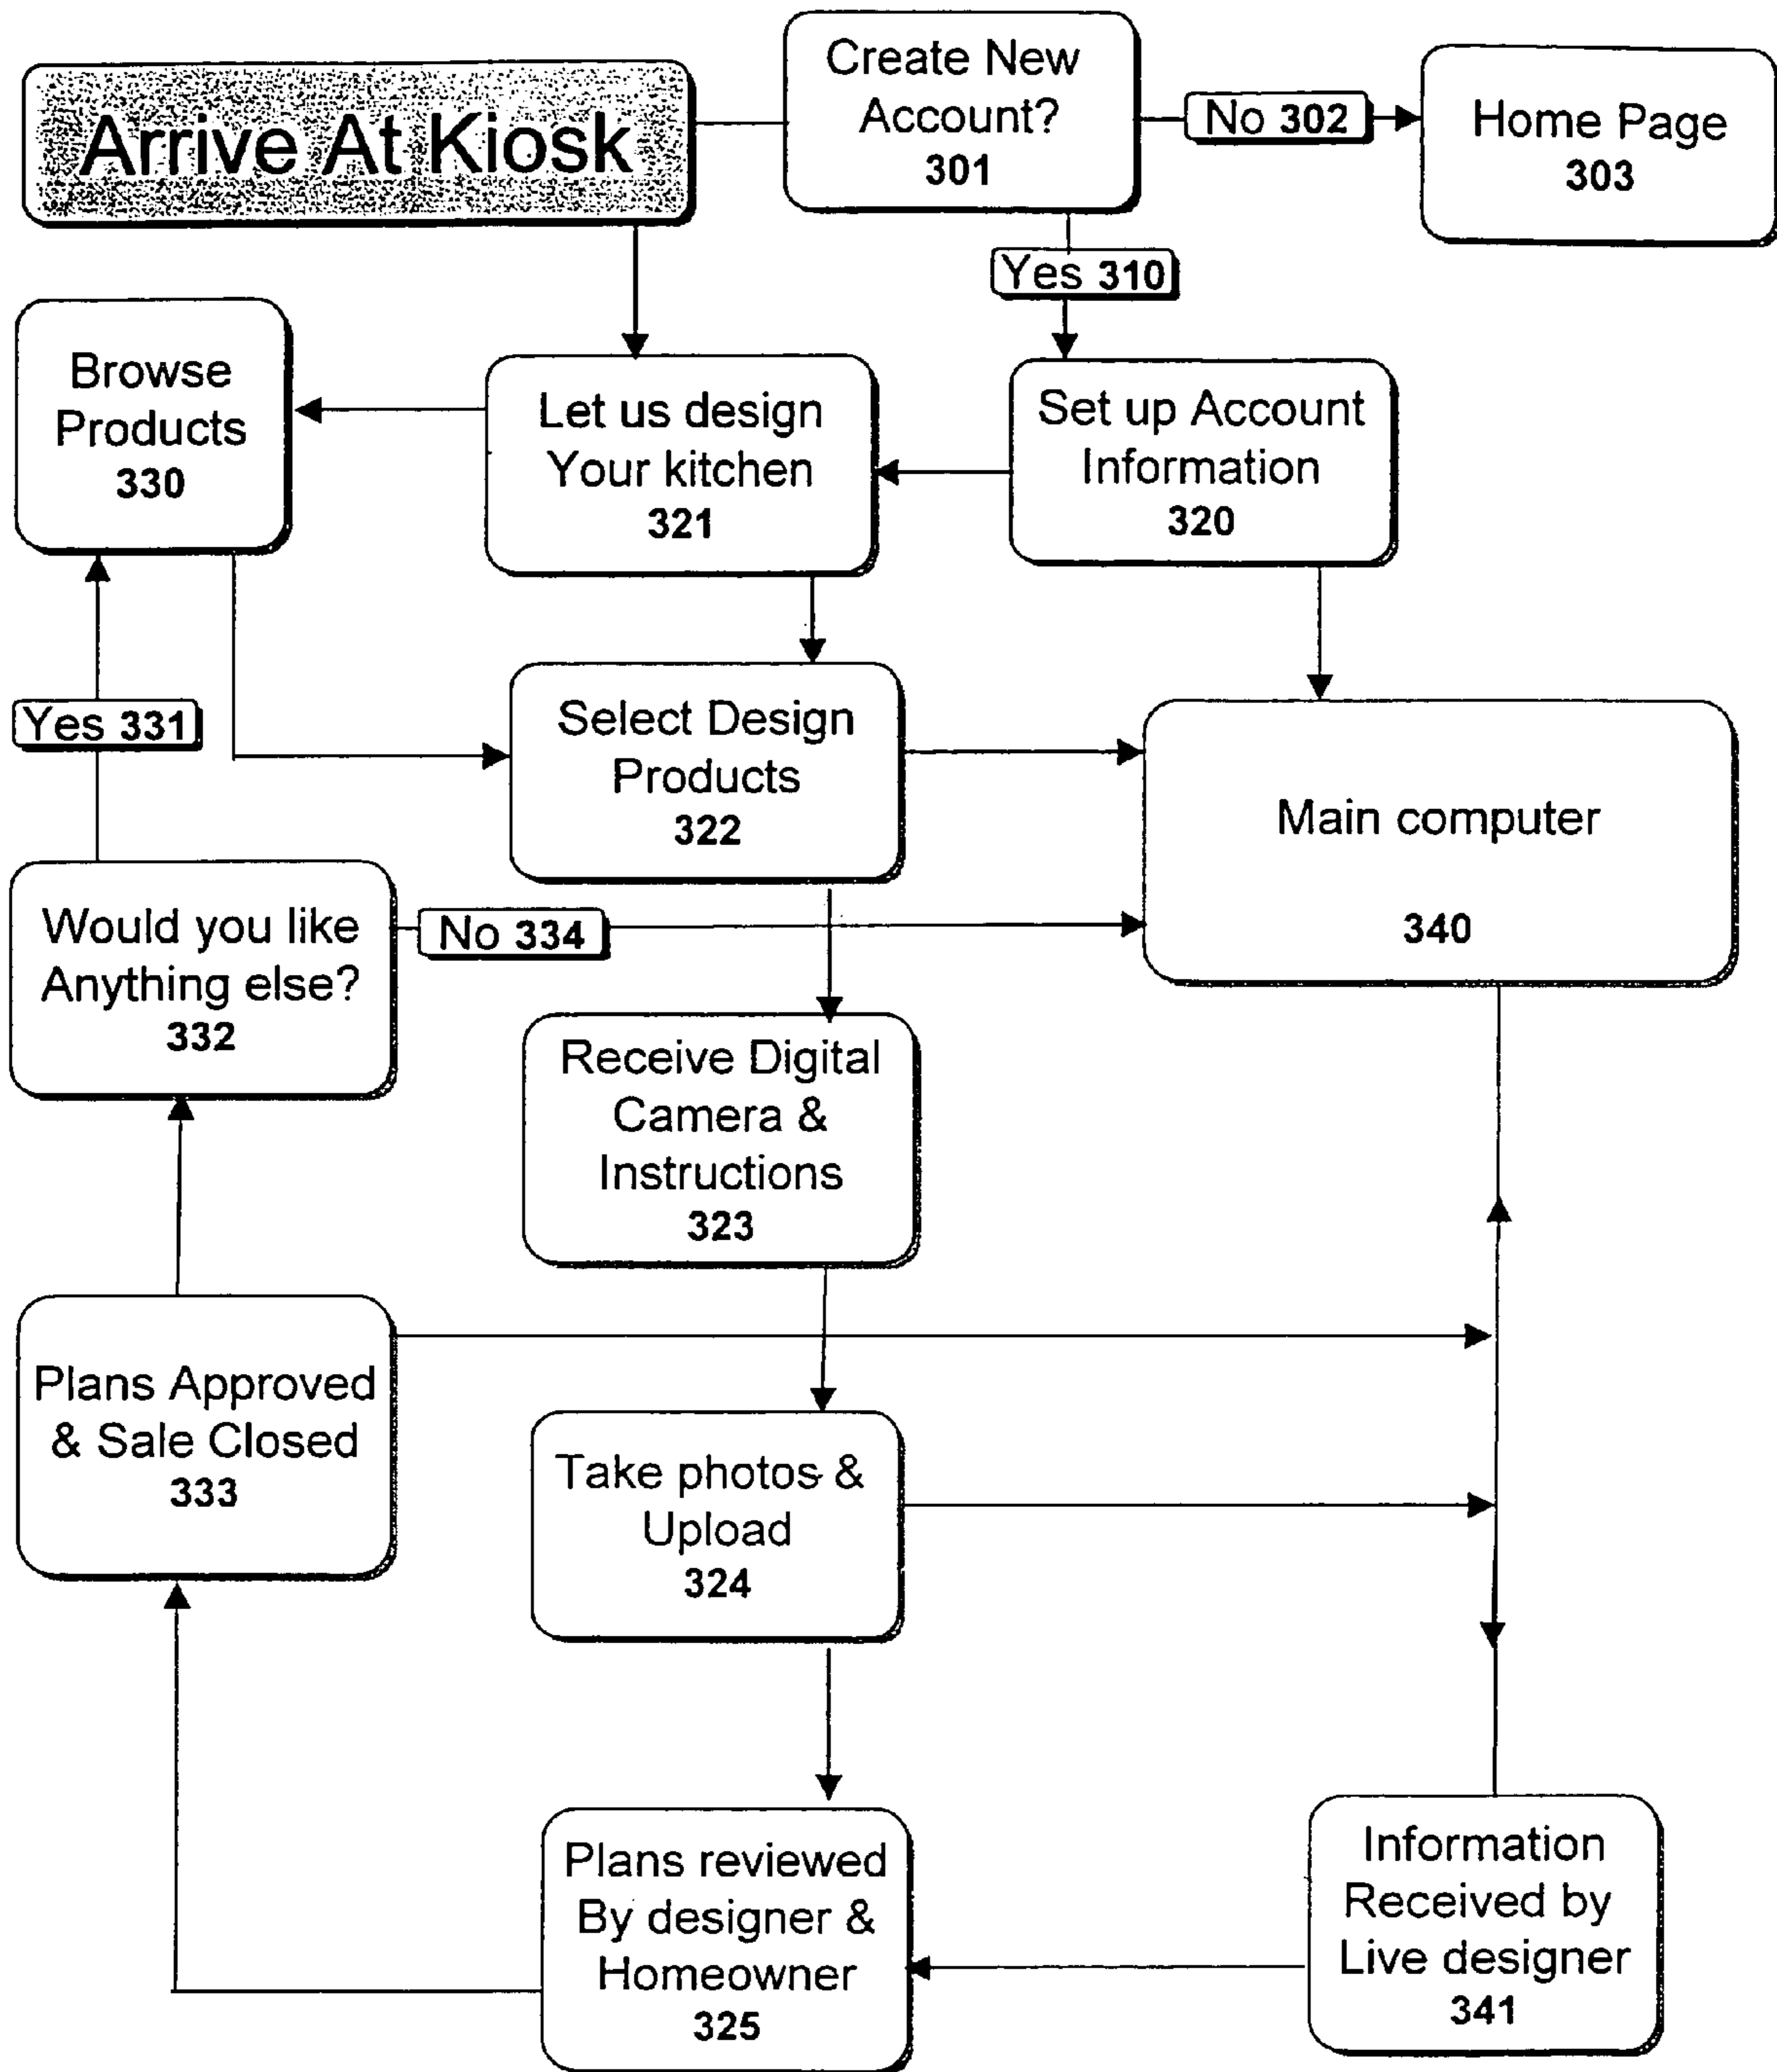 Arrive At Kiosk
Create New
Account?
301
No 302
Home Page
303
Yes 310
Browse
Products
330
Let us design
Your kitchen
321
Set up Account
Information
320
Yes 331
Select Design
Products
322
Main computer
340
Would you like
Anything else?
332
No 334
Receive Digital
Camera &
Instructions
323
Plans Approved
& Sale Closed
333
Take photos &
Upload
324
Plans reviewed
By designer &
Homeowner
325
Information
Received by
Live designer
341